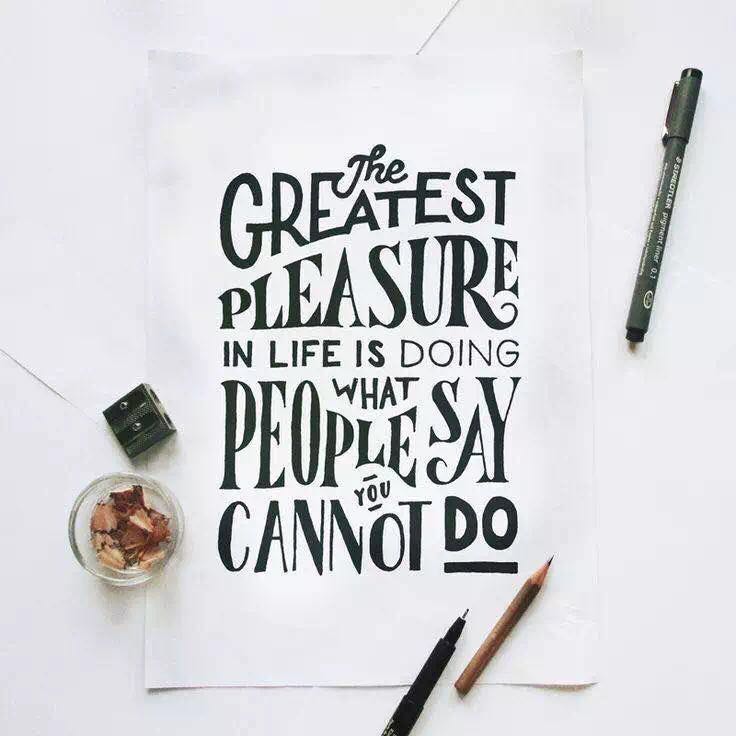 The
GREATEST
PLEASURE
IN LIFE IS DOING
WHAT
PEOPLE SAY
YOU
CANNOT DO
STAEDTLER pigment liner 0.1